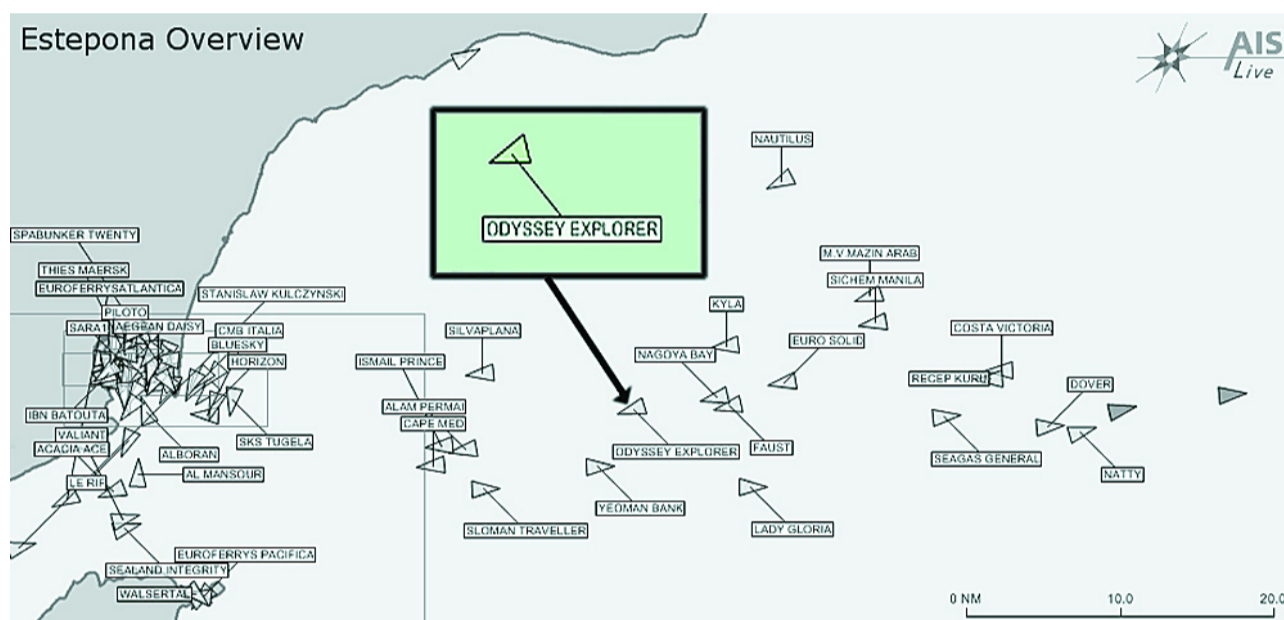 Estepona Overview
AIS
Live
NAUTILUS
ODYSSEY EXPLORER
SPABUNKER TWENTY
M.V.MAZIN ARAB
THIES MAERSK
SICHEM MANILA
EUROFERRYSATLANTICA
STANISLAW KULCZYNSKI
KYLA
PILOTO
SARA1
AEGEAN DAISY
CMB ITALIA
SILVAPLANA
COSTA VICTORIA
BLUESKY
EURO SOLID
HORIZON
ISMAIL PRINCE
NAGOYA BAY
RECEP KURU
DOVER
ALAM PERMAI
IBN BATOUTA
CAPE MED
VALIANT
SKS TUGELA
ACACIA ACE
ALBORAN
ODYSSEY EXPLORER
FAUST
SEAGAS GENERAL
AL MANSOUR
NATTY
LE RIF
YEOMAN BANK
SLOMAN TRAVELLER
LADY GLORIA
EUROFERRYS PACIFICA
SEALAND INTEGRITY
WALSERTAL
0 NM 10.0 20.0